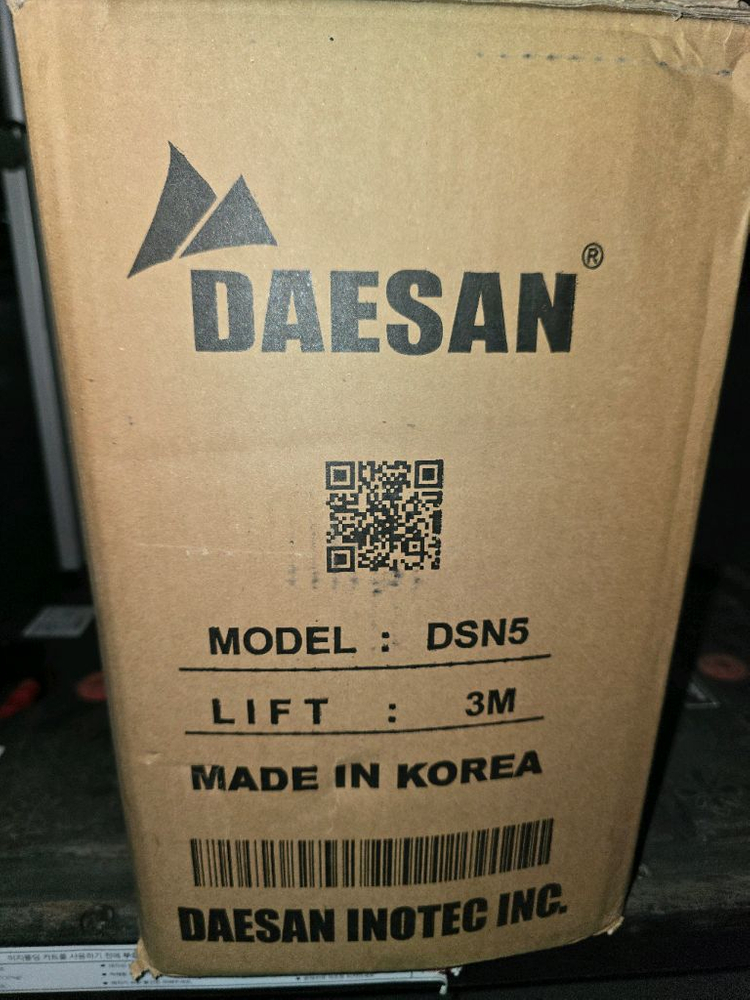 DAESAN®
MODEL : DSN5
LIFT : 3M
MADE IN KOREA
DAESAN INOTEC INC.